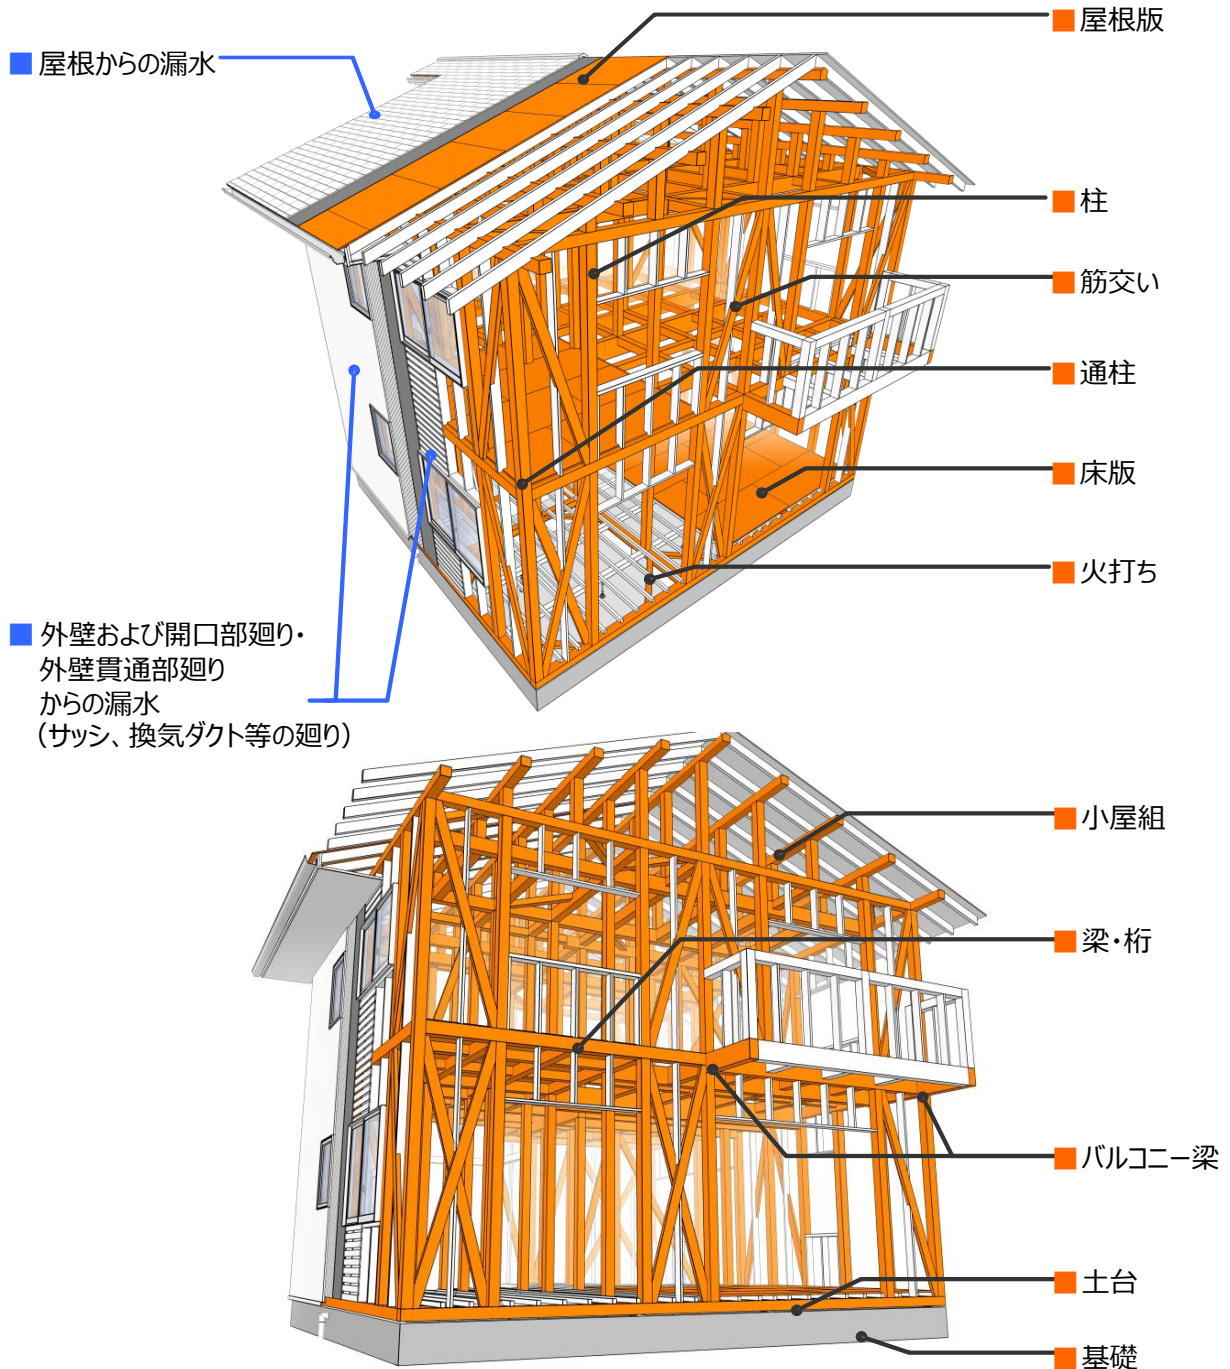 ■ 屋根版
■ 屋根からの漏水
■ 柱
■ 筋交い
■ 通柱
■ 床版
■ 火打ち
■ 外壁および開口部廻り・
外壁貫通部廻り
からの漏水
（サッシ、換気ダクト等の廻り）
■ 小屋組
■ 梁・桁
■ バルコニー梁
■ 土台
■ 基礎